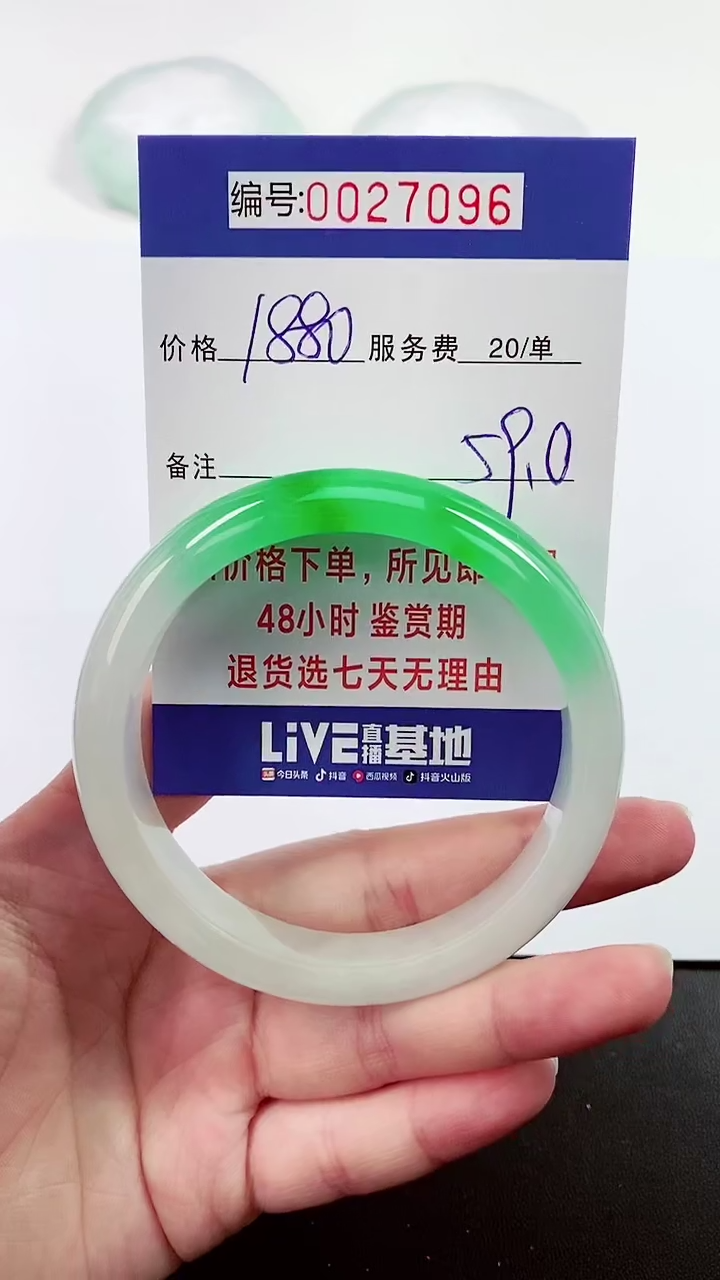 编号:0027096
价格 1880 服务费 20/单
备注 59.0
价格下单，所见即
48小时 鉴赏期
退货选七天无理由
LiVE直播基地
今日头条 抖音 西瓜视频 抖音火山版